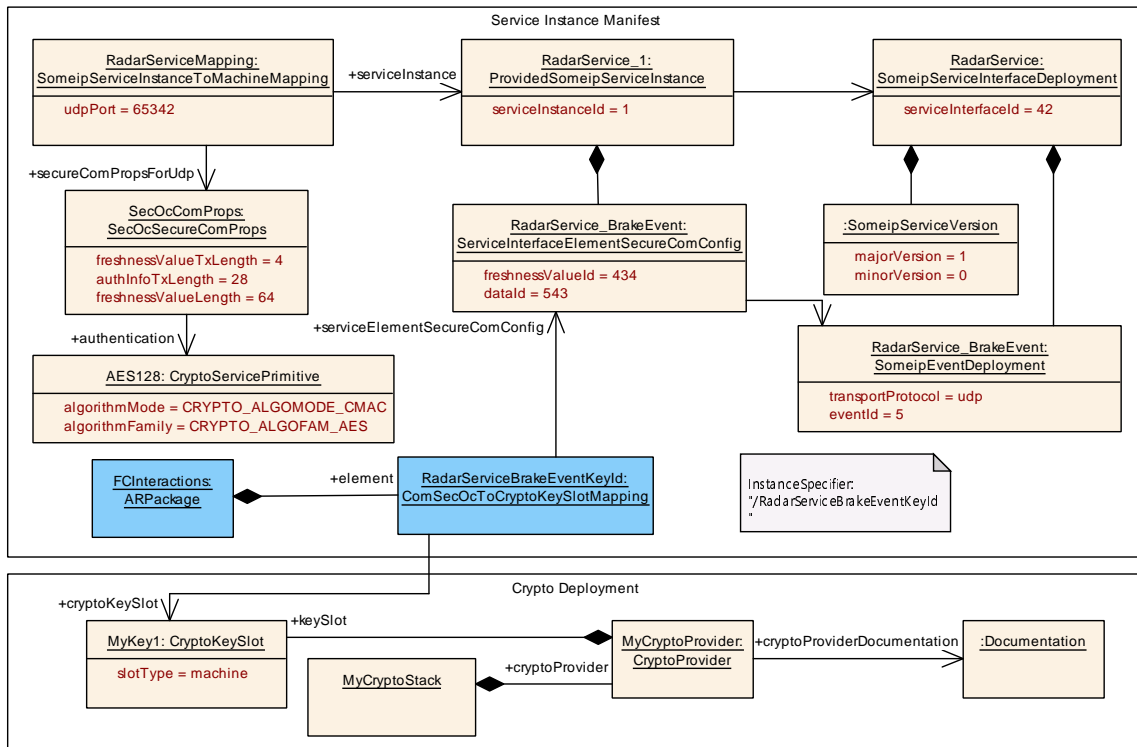 Service Instance Manifest
RadarServiceMapping:
SomeipServiceInstanceToMachineMapping
udpPort = 65342
+serviceInstance
RadarService_1:
ProvidedSomeipServiceInstance
serviceInstanceId = 1
RadarService:
SomeipServiceInterfaceDeployment
serviceInterfaceId = 42
+secureComPropsForUdp
SecOcComProps:
SecOcSecureComProps
freshnessValueTxLength = 4
authInfoTxLength = 28
freshnessValueLength = 64
RadarService_BrakeEvent:
ServiceInterfaceElementSecureComConfig
freshnessValueId = 434
dataId = 543
:SomeipServiceVersion
majorVersion = 1
minorVersion = 0
+authentication
+serviceElementSecureComConfig
AES128: CryptoServicePrimitive
algorithmMode = CRYPTO_ALGOMODE_CMAC
algorithmFamily = CRYPTO_ALGOFAM_AES
RadarService_BrakeEvent:
SomeipEventDeployment
transportProtocol = udp
eventId = 5
FCInteractions:
ARPackage
+element
RadarServiceBrakeEventKeyId:
ComSecOcToCryptoKeySlotMapping
InstanceSpecifier:
"/RadarServiceBrakeEventKeyId
"
Crypto Deployment
+cryptoKeySlot
MyKey1: CryptoKeySlot
slotType = machine
+keySlot
MyCryptoStack
+cryptoProvider
MyCryptoProvider:
CryptoProvider
+cryptoProviderDocumentation
:Documentation